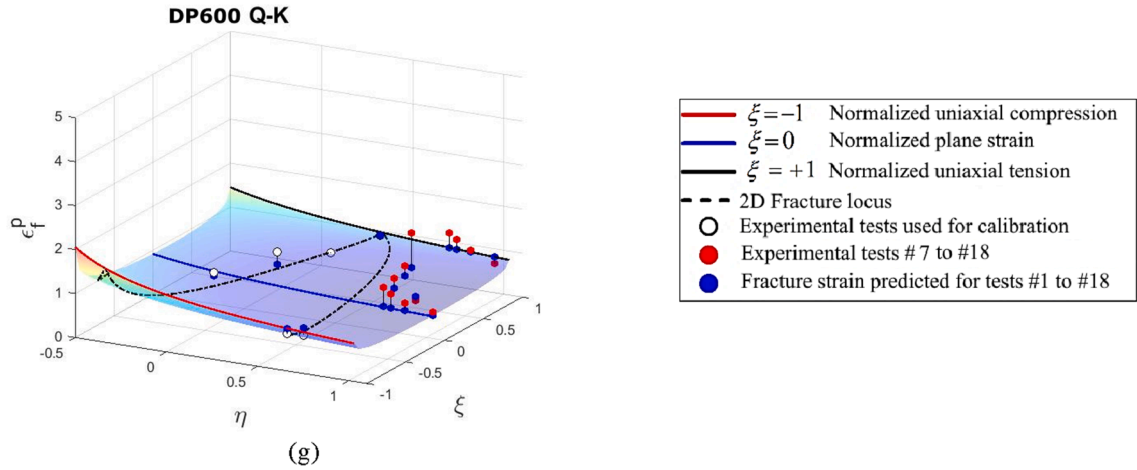 DP600 Q-K
5
4
3
2
1
0
ϵ_f^p
-0.5
0
0.5
1
η
-1
-0.5
0
0.5
1
ξ
(g)
ξ=-1 Normalized uniaxial compression
ξ=0 Normalized plane strain
ξ = +1 Normalized uniaxial tension
2D Fracture locus
Experimental tests used for calibration
Experimental tests #7 to #18
Fracture strain predicted for tests #1 to #18